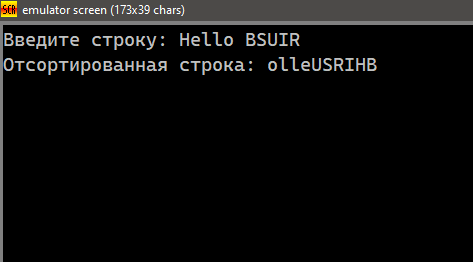 emulator screen (173x39 chars)
Введите строку: Hello BSUIR
Отсортированная строка: olleUSRIHB